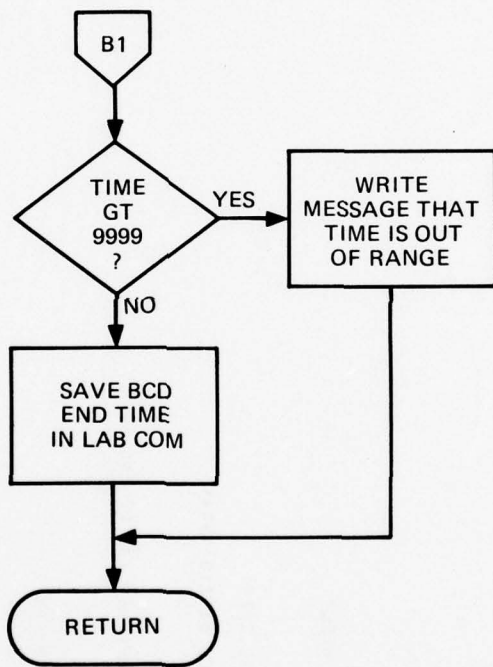 B1
TIME
GT
9999
?
YES
WRITE
MESSAGE THAT
TIME IS OUT
OF RANGE
NO
SAVE BCD
END TIME
IN LAB COM
RETURN